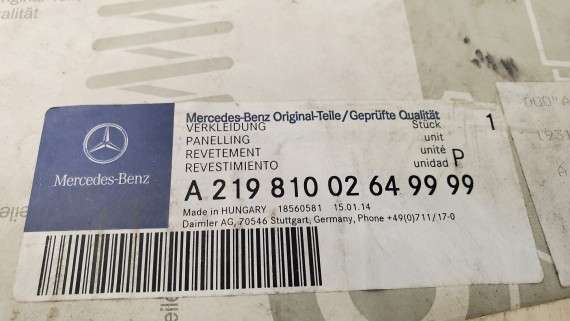 Mercedes-Benz
Mercedes-Benz Original-Teile/Geprüfte Qualität
VERKLEIDUNG Stück 1
PANELLING unit
REVETEMENT unité P
REVESTIMIENTO unidad
A 219 810 02 64 99 99
Made in HUNGARY 18560581 15.01.14
Daimler AG, 70546 Stuttgart, Germany, Phone +49(0)711/17-0
alität